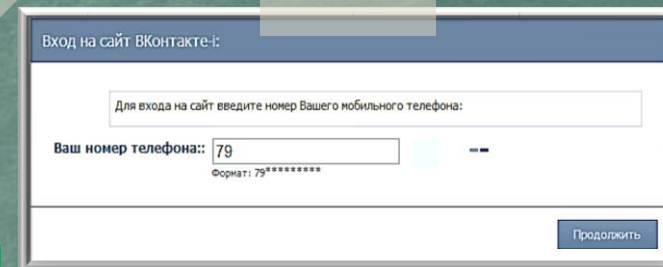 Вход на сайт ВКонтакте-i:
Для входа на сайт введите номер Вашего мобильного телефона:
Ваш номер телефона:: 79
Формат: 79*********
Продолжить